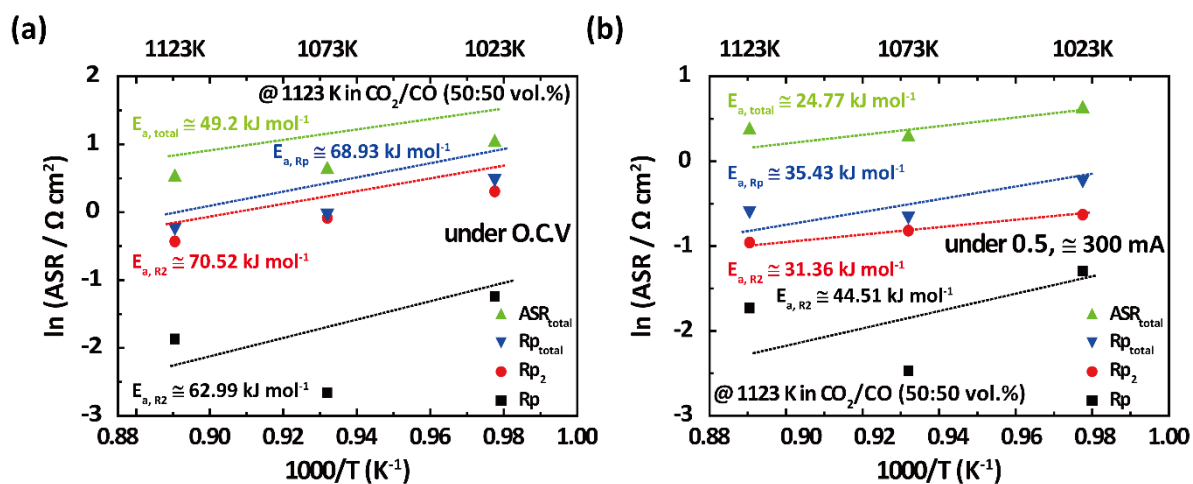 (a)
1123K 1073K 1023K
2
1
0
-1
-2
-3
ln (ASR / Ω cm²)
@ 1123 K in CO₂/CO (50:50 vol.%)
Eₐ, total ≅ 49.2 kJ mol⁻¹
Eₐ, Rp ≅ 68.93 kJ mol⁻¹
under O.C.V
Eₐ, R2 ≅ 70.52 kJ mol⁻¹
Eₐ, R2 ≅ 62.99 kJ mol⁻¹
ASRtotal
Rptotal
Rp₂
Rp
0.88 0.90 0.92 0.94 0.96 0.98 1.00
1000/T (K⁻¹)
(b)
1123K 1073K 1023K
1
0
-1
-2
-3
ln (ASR / Ω cm²)
Eₐ, total ≅ 24.77 kJ mol⁻¹
Eₐ, Rp ≅ 35.43 kJ mol⁻¹
under 0.5, ≅ 300 mA
Eₐ, R2 ≅ 31.36 kJ mol⁻¹
Eₐ, R2 ≅ 44.51 kJ mol⁻¹
ASRtotal
Rptotal
Rp₂
Rp
@ 1123 K in CO₂/CO (50:50 vol.%)
0.88 0.90 0.92 0.94 0.96 0.98 1.00
1000/T (K⁻¹)